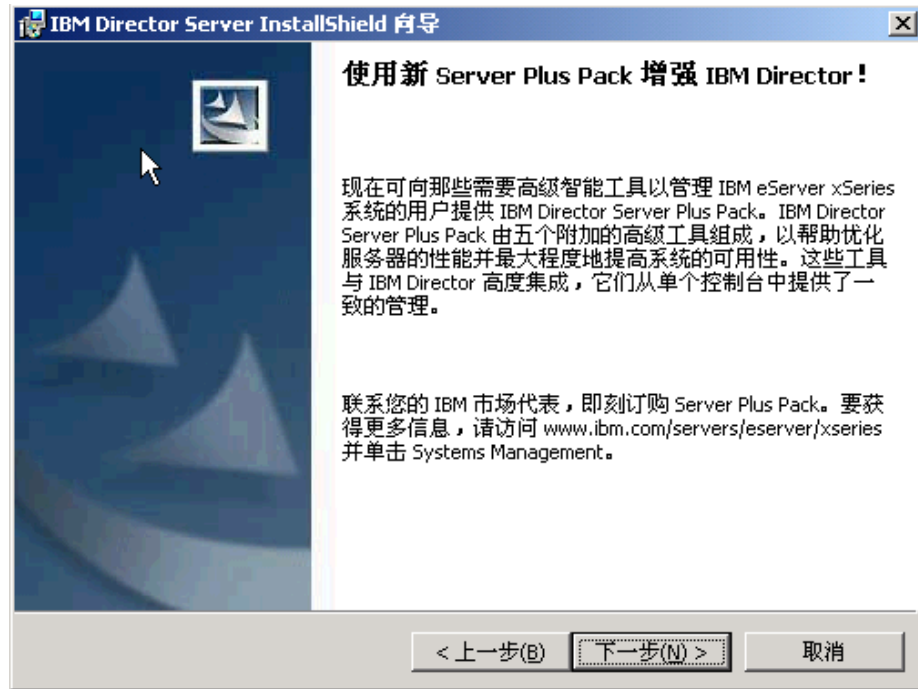 IBM Director Server InstallShield 向导
使用新 Server Plus Pack 增强 IBM Director！
现在可向那些需要高级智能工具以管理 IBM eServer xSeries
系统的用户提供 IBM Director Server Plus Pack。IBM Director
Server Plus Pack 由五个附加的高级工具组成，以帮助优化
服务器的性能并最大程度地提高系统的可用性。这些工具
与 IBM Director 高度集成，它们从单个控制台中提供了一
致的管理。
联系您的 IBM 市场代表，即刻订购 Server Plus Pack。要获
得更多信息，请访问 www.ibm.com/servers/eserver/xseries
并单击 Systems Management。
< 上一步(B)
下一步(N) >
取消